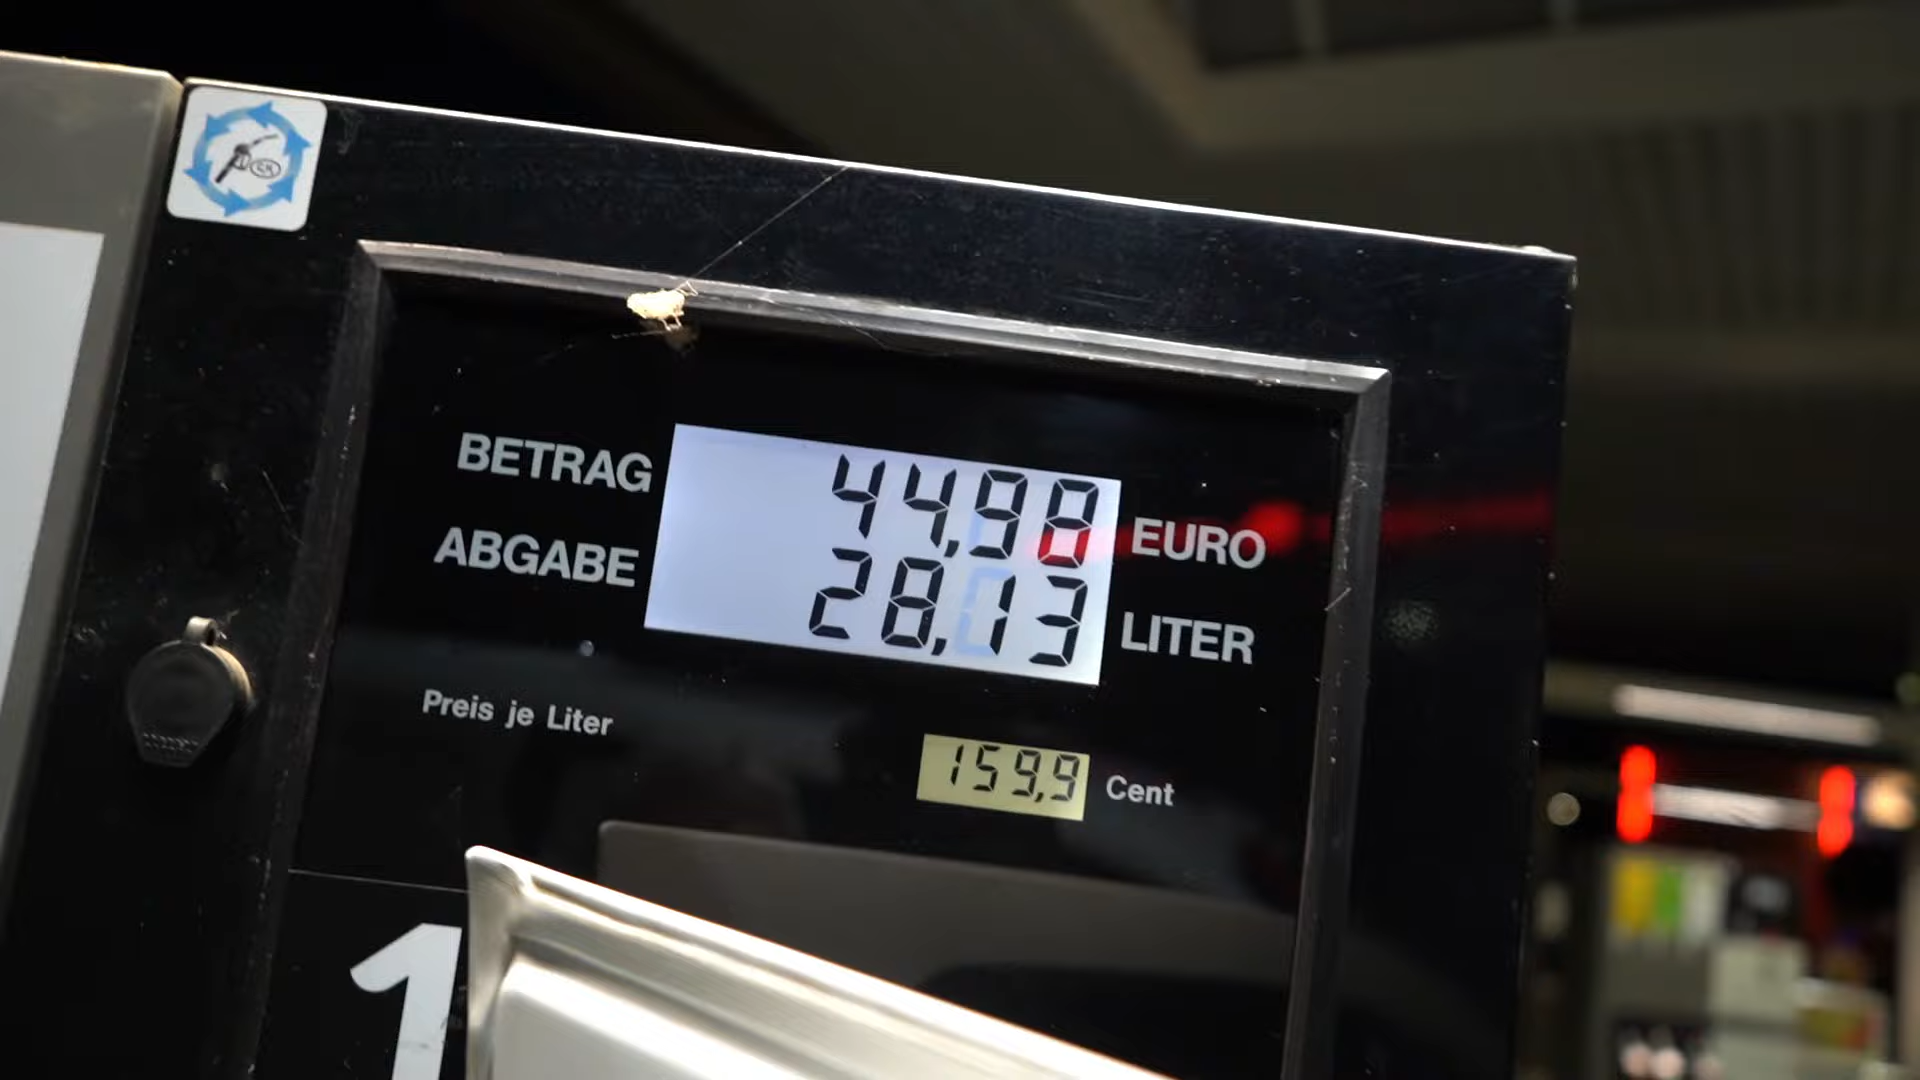 BETRAG 44,98 EURO
ABGABE 28,13 LITER
Preis je Liter 159,9 Cent
1